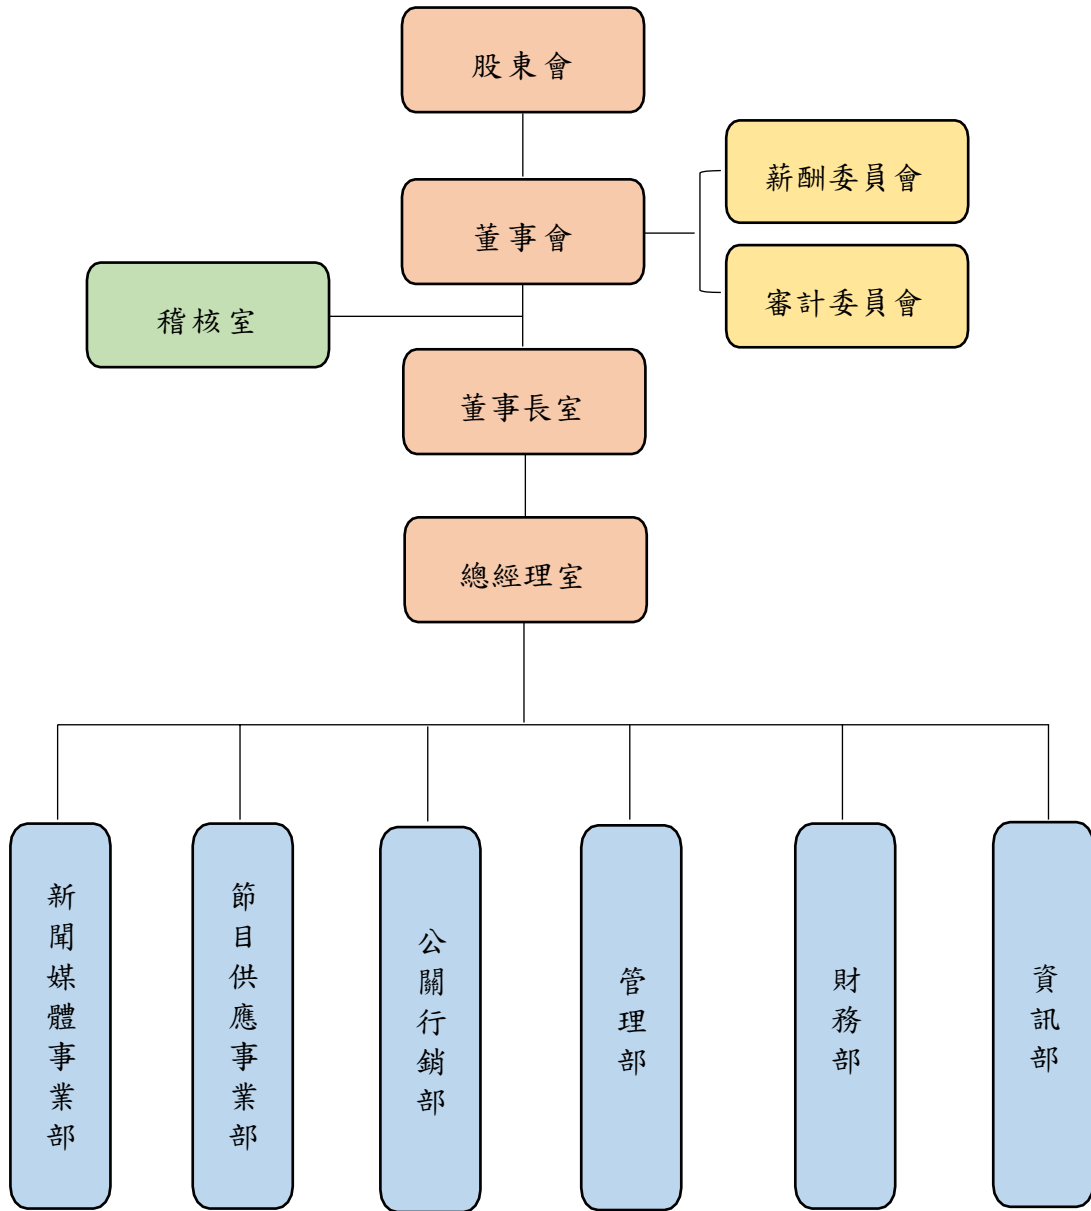 股東會
薪酬委員會
董事會
審計委員會
稽核室
董事長室
總經理室
新聞媒體事業部
節目供應事業部
公關行銷部
管理部
財務部
資訊部